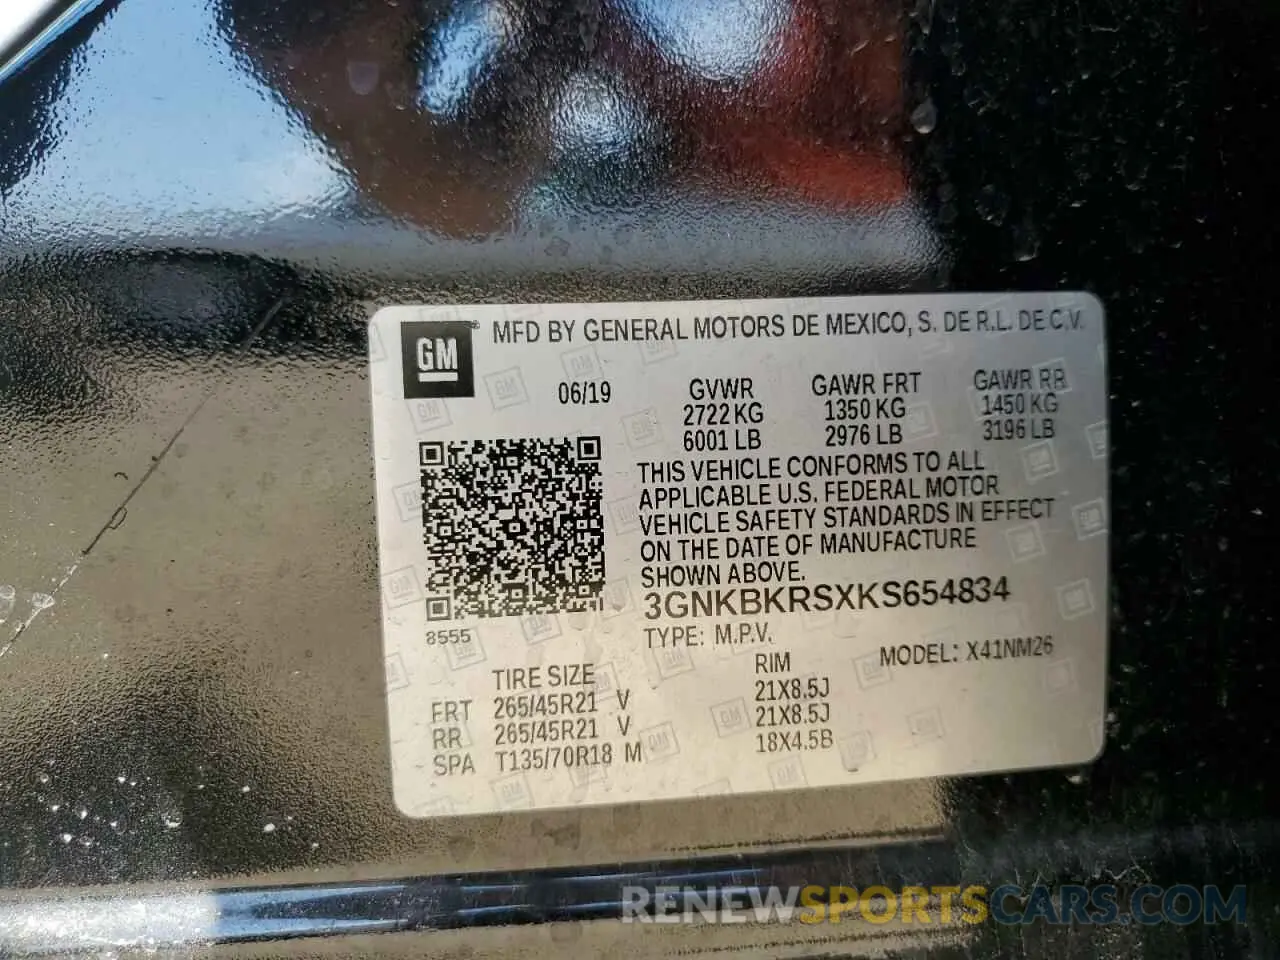 GM MFD BY GENERAL MOTORS DE MEXICO, S. DE R.L. DE C.V.
06/19 GVWR GAWR FRT GAWR RR
2722 KG 1350 KG 1450 KG
6001 LB 2976 LB 3196 LB
THIS VEHICLE CONFORMS TO ALL
APPLICABLE U.S. FEDERAL MOTOR
VEHICLE SAFETY STANDARDS IN EFFECT
ON THE DATE OF MANUFACTURE
SHOWN ABOVE.
3GNKBKRSXKS654834
8555
TYPE: M.P.V. MODEL: X41NM26
TIRE SIZE RIM
FRT 265/45R21 V 21X8.5J
RR 265/45R21 V 21X8.5J
SPA T135/70R18 M 18X4.5B
RENEWSPORTSCARS.COM